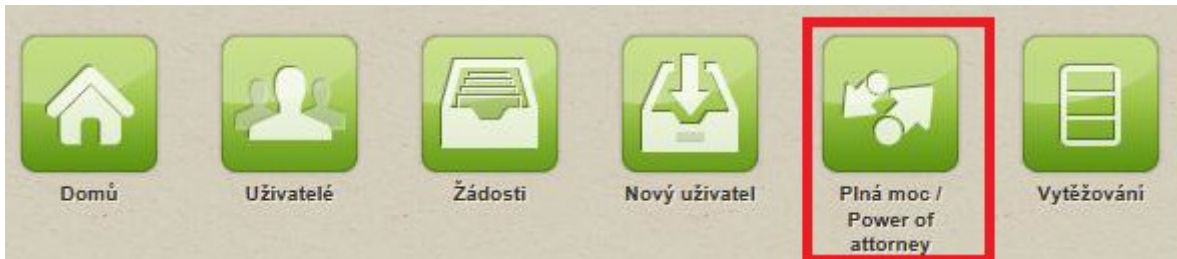 Domů
Uživatelé
Žádosti
Nový uživatel
Plná moc /
Power of
attorney
Vytěžování